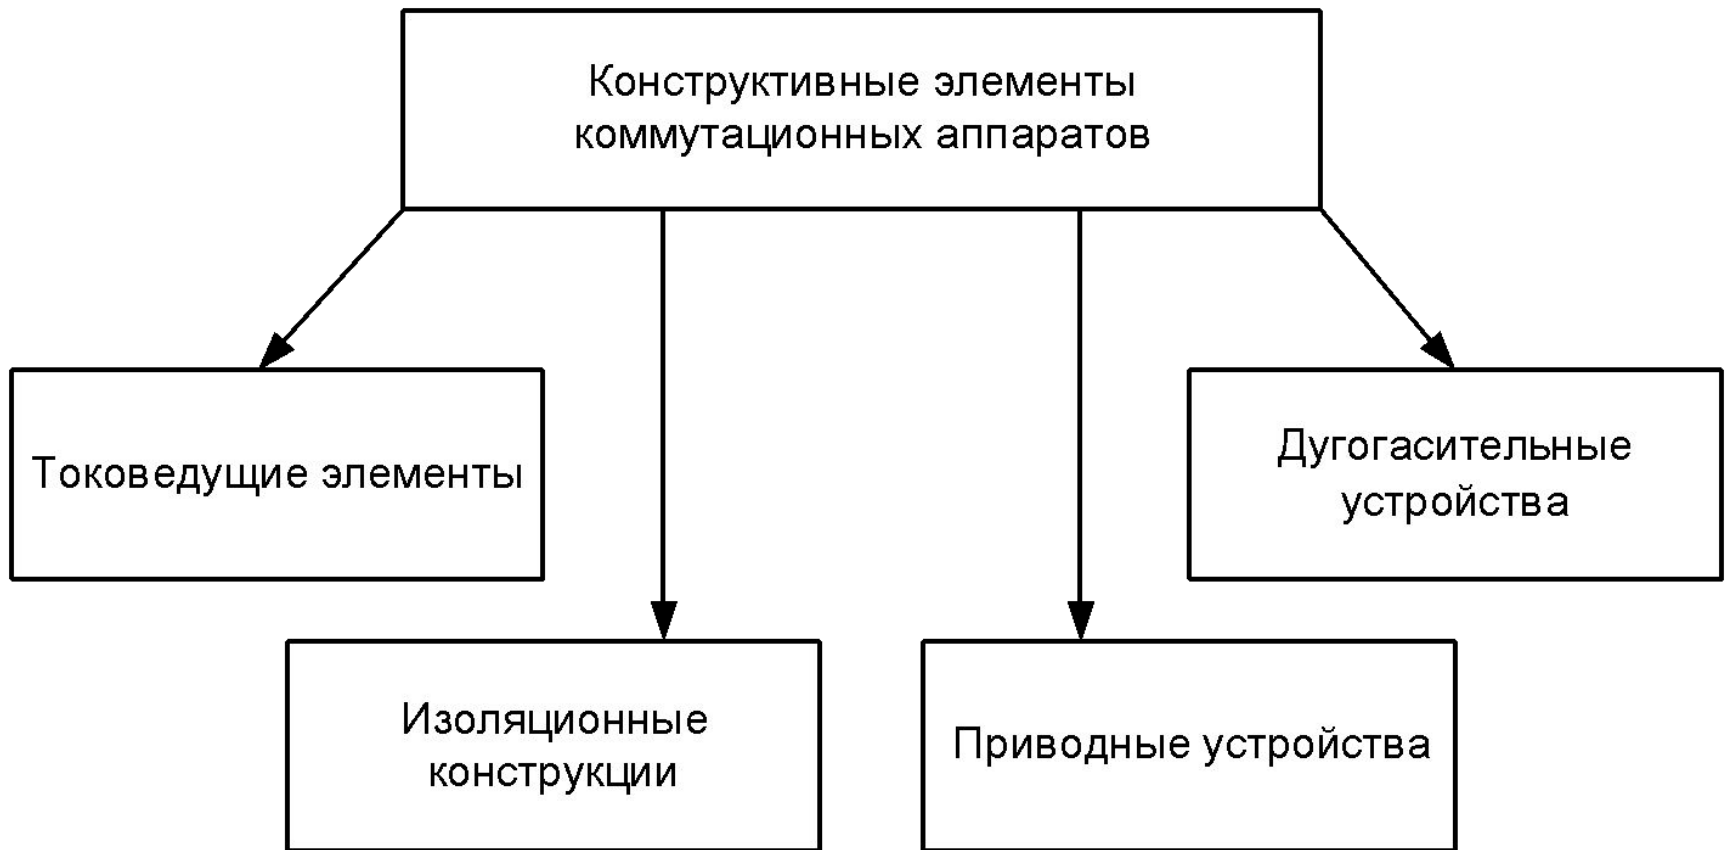 Конструктивные элементы
коммутационных аппаратов
Токоведущие элементы
Дугогасительные
устройства
Изоляционные
конструкции
Приводные устройства